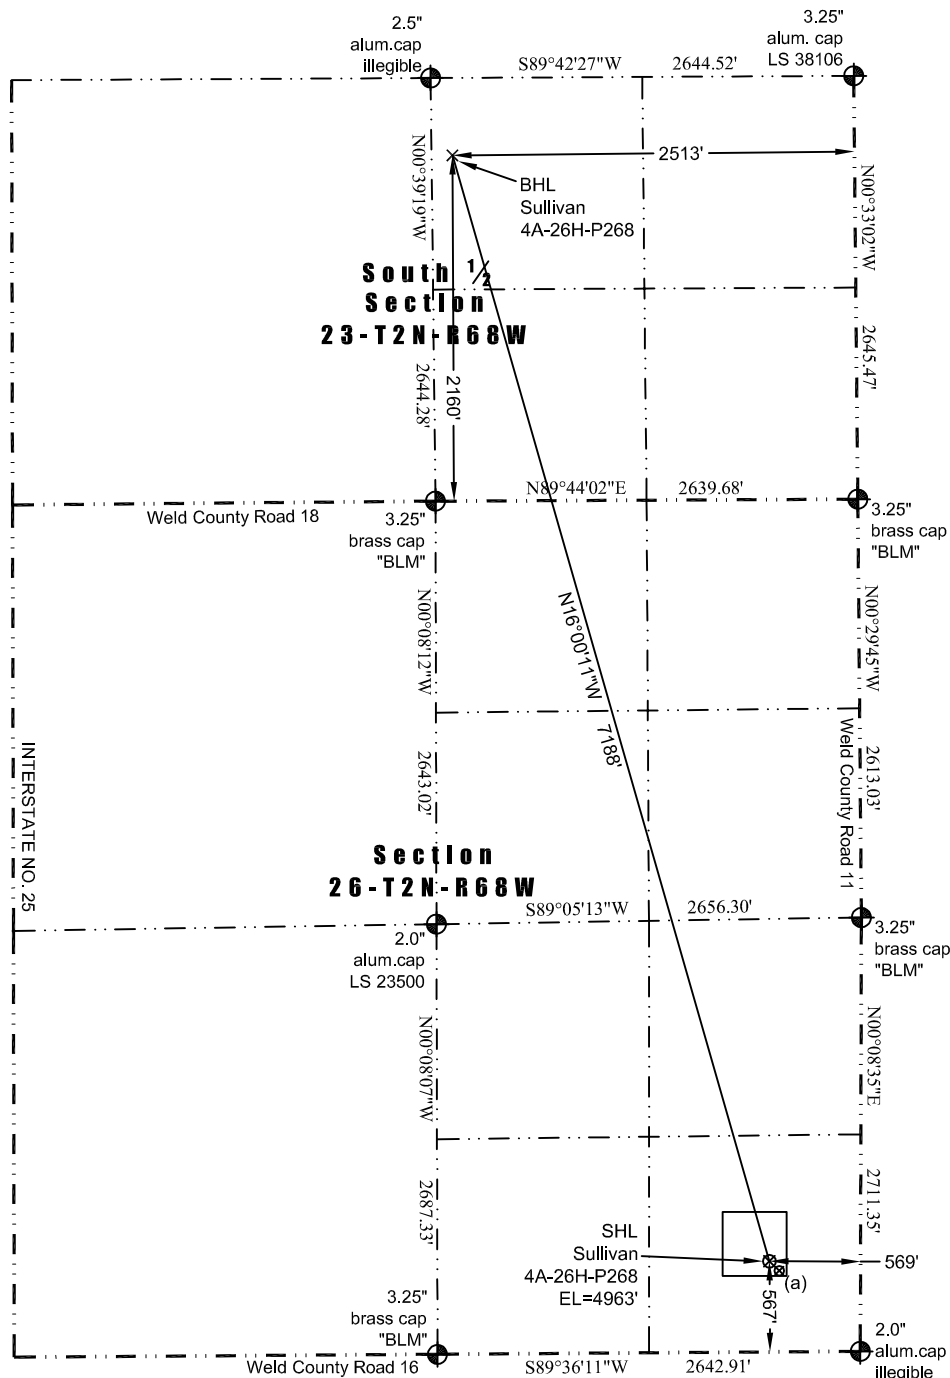 2.5"
alum.cap
illegible
3.25"
alum. cap
LS 38106
S89°42'27"W 2644.52'
N00°39'19"W
2644.28'
2513'
BHL
Sullivan
4A-26H-P268
N00°33'02"W
2645.47'
South 1/2
Section
23-T2N-R68W
2160'
N89°44'02"E 2639.68'
Weld County Road 18
3.25"
brass cap
"BLM"
3.25"
brass cap
"BLM"
N00°08'12"W
2643.02'
N16°00'11"W 7188'
N00°29'45"W
2613.03'
Weld County Road 11
INTERSTATE NO. 25
Section
26-T2N-R68W
S89°05'13"W 2656.30'
2.0"
alum.cap
LS 23500
3.25"
brass cap
"BLM"
N00°08'07"W
2687.33'
N00°08'35"E
2711.35'
SHL
Sullivan
4A-26H-P268
EL=4963'
569'
(a)
567'
3.25"
brass cap
"BLM"
2.0"
alum.cap
illegible
Weld County Road 16
S89°36'11"W 2642.91'